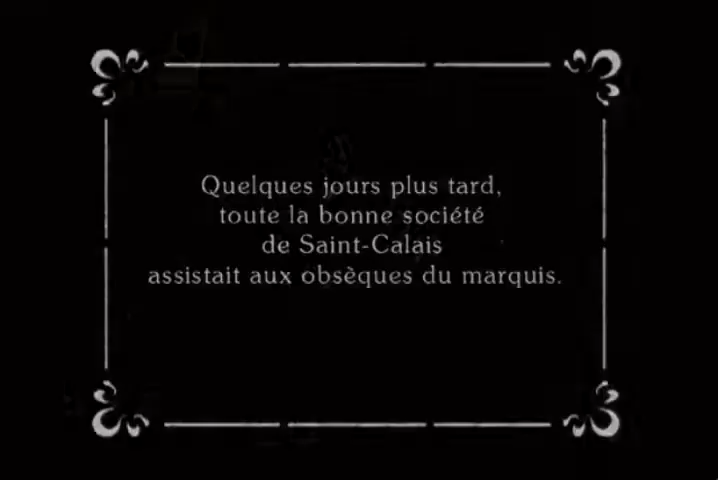 Quelques jours plus tard,
toute la bonne société
de Saint-Calais
assistait aux obsèques du marquis.